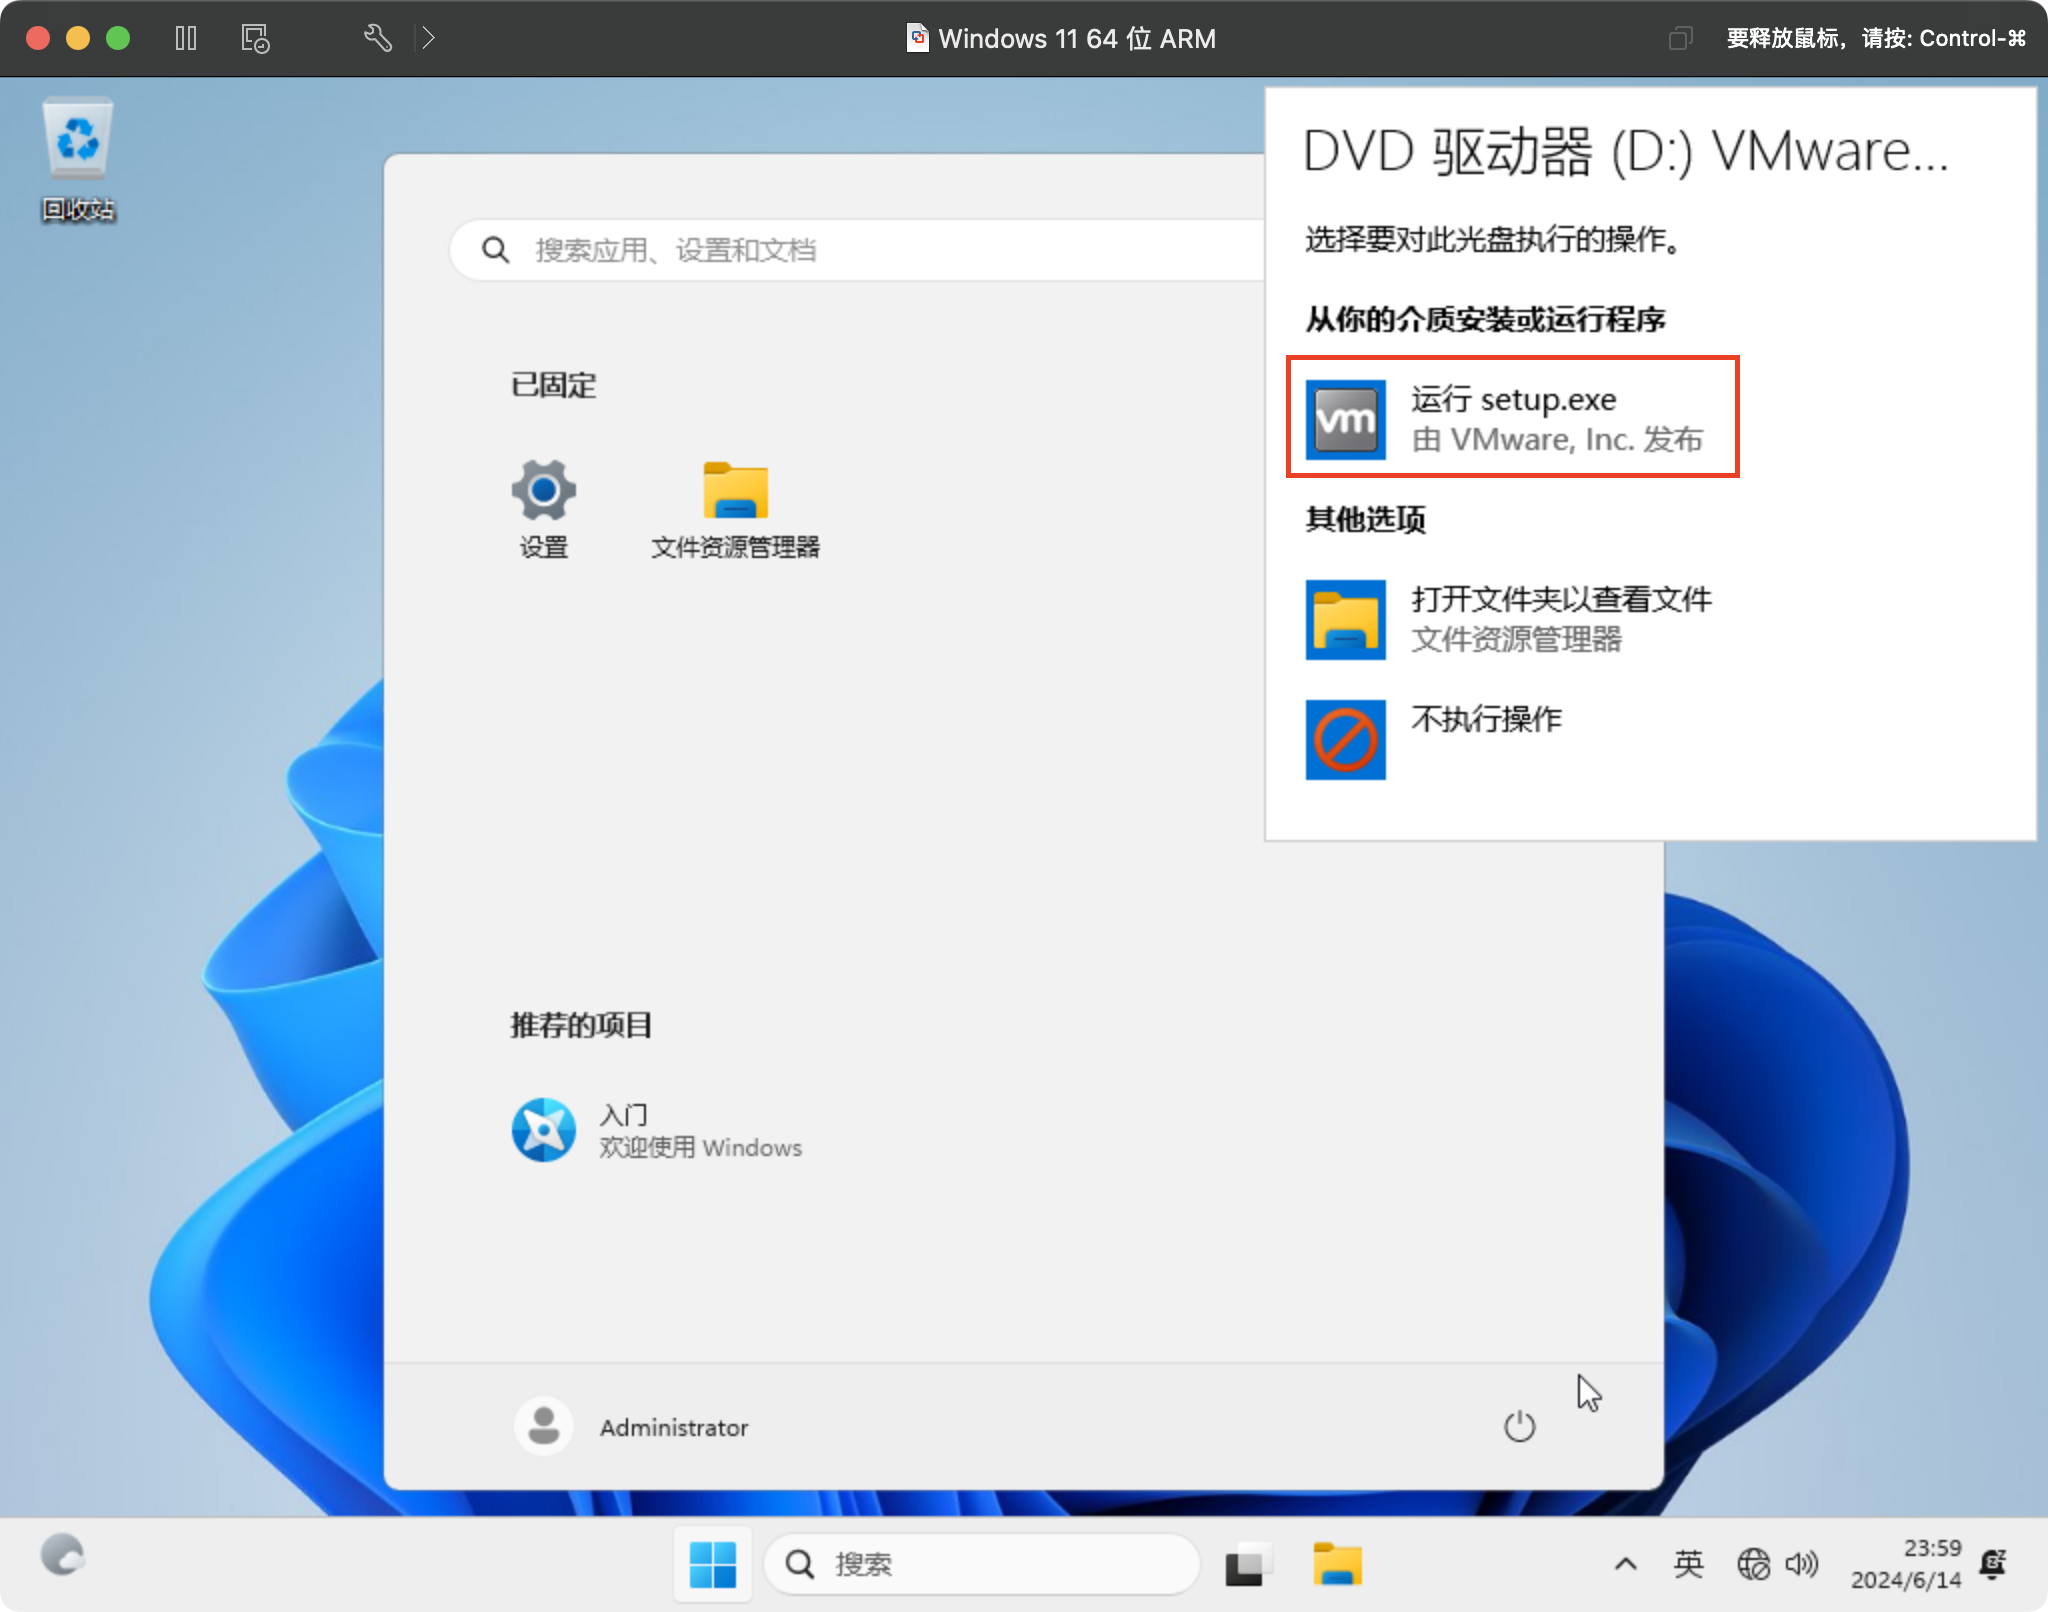 Windows 11 64 位 ARM
要释放鼠标，请按: Control-⌘
回收站
搜索应用、设置和文档
已固定
设置
文件资源管理器
推荐的项目
入门
欢迎使用 Windows
Administrator
DVD 驱动器 (D:) VMware...
选择要对此光盘执行的操作。
从你的介质安装或运行程序
vm
运行 setup.exe
由 VMware, Inc. 发布
其他选项
打开文件夹以查看文件
文件资源管理器
不执行操作
搜索
英
23:59
2024/6/14